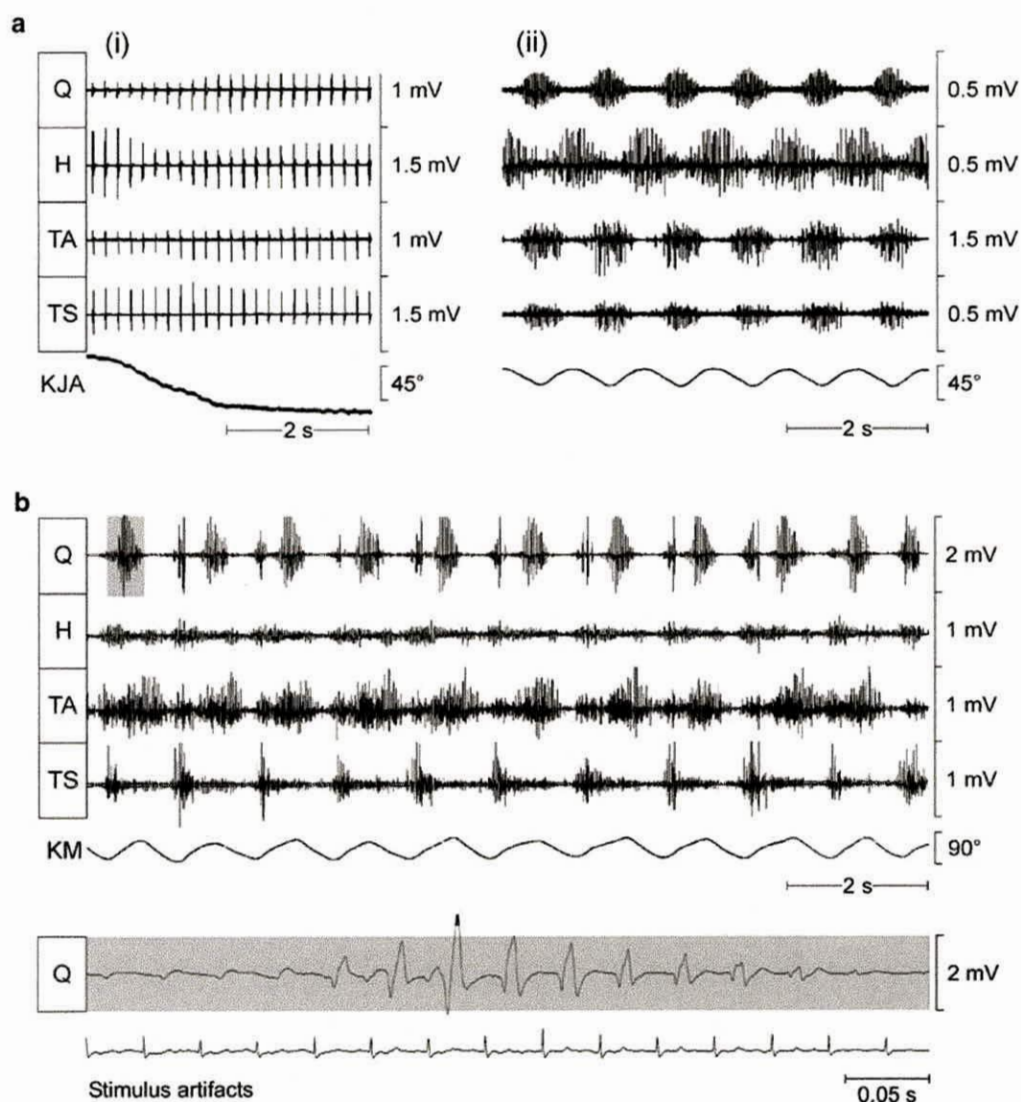 a
(i) (ii)
Q 1 mV 0.5 mV
H 1.5 mV 0.5 mV
TA 1 mV 1.5 mV
TS 1.5 mV 0.5 mV
KJA 45° 45°
2 s 2 s
b
Q 2 mV
H 1 mV
TA 1 mV
TS 1 mV
KM 90°
2 s
Q 2 mV
Stimulus artifacts 0.05 s